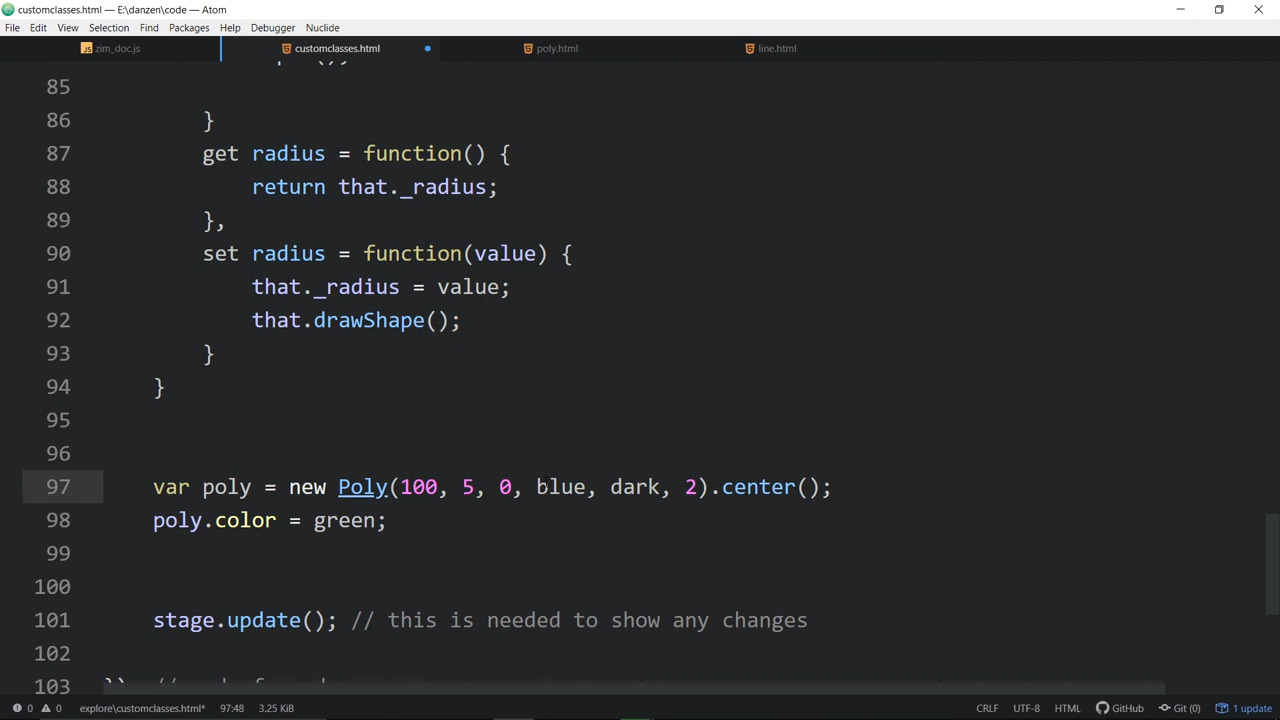 customclasses.html — E:\danzen\code — Atom
File Edit View Selection Find Packages Help Debugger Nuclide
zim_doc.js customclasses.html poly.html line.html
85
86 }
87 get radius = function() {
88 return that._radius;
89 },
90 set radius = function(value) {
91 that._radius = value;
92 that.drawShape();
93 }
94 }
95
96
97 var poly = new Poly(100, 5, 0, blue, dark, 2).center();
98 poly.color = green;
99
100
101 stage.update(); // this is needed to show any changes
102
103
0 0 explore\customclasses.html* 97:48 3.25 KiB CRLF UTF-8 HTML GitHub Git (0) 1 update